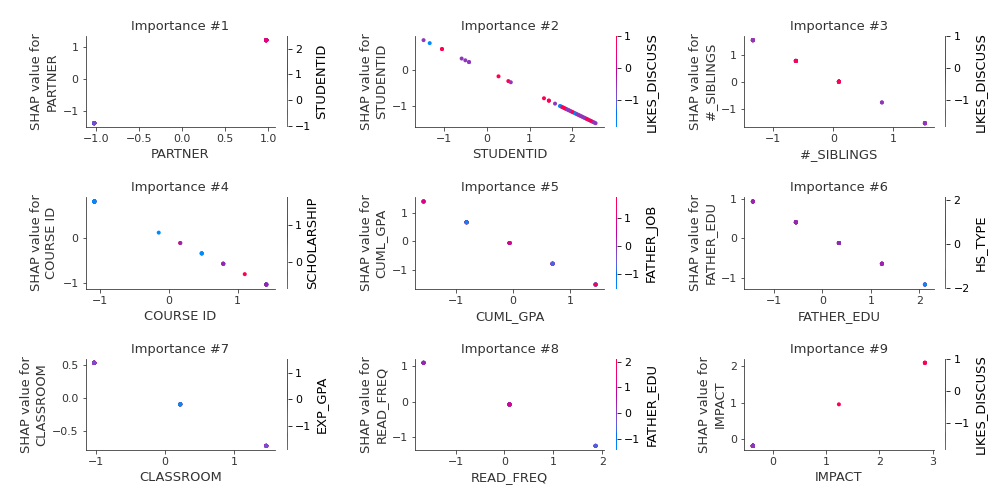 Importance #1
SHAP value for
PARTNER
1
0
−1
−1.0
−0.5
0.0
0.5
1.0
PARTNER
2
1
0
−1
STUDENTID
Importance #2
SHAP value for
STUDENTID
0
−1
−1
0
1
2
STUDENTID
1
0
−1
LIKES_DISCUSS
Importance #3
SHAP value for
#_SIBLINGS
1
0
−1
−1
0
1
#_SIBLINGS
1
0
−1
LIKES_DISCUSS
Importance #4
SHAP value for
COURSE ID
0
−1
−1
0
1
COURSE ID
1
0
SCHOLARSHIP
Importance #5
SHAP value for
CUML_GPA
1
0
−1
−1
0
1
CUML_GPA
1
0
−1
FATHER_JOB
Importance #6
SHAP value for
FATHER_EDU
1
0
−1
−1
0
1
2
FATHER_EDU
2
0
−2
HS_TYPE
Importance #7
SHAP value for
CLASSROOM
0.5
0.0
−0.5
−1
0
1
CLASSROOM
1
0
−1
EXP_GPA
Importance #8
SHAP value for
READ_FREQ
1
0
−1
−1
0
1
2
READ_FREQ
2
1
0
−1
FATHER_EDU
Importance #9
SHAP value for
IMPACT
2
1
0
0
1
2
3
IMPACT
1
0
−1
LIKES_DISCUSS